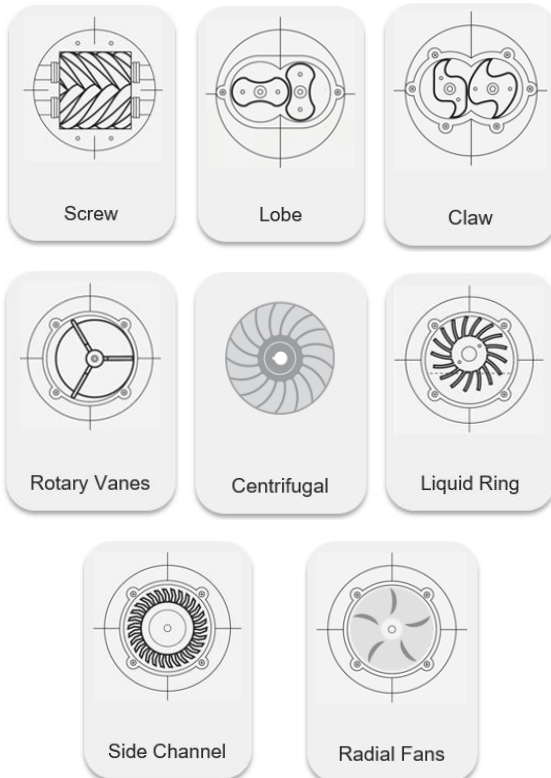 Screw
Lobe
Claw
Rotary Vanes
Centrifugal
Liquid Ring
Side Channel
Radial Fans